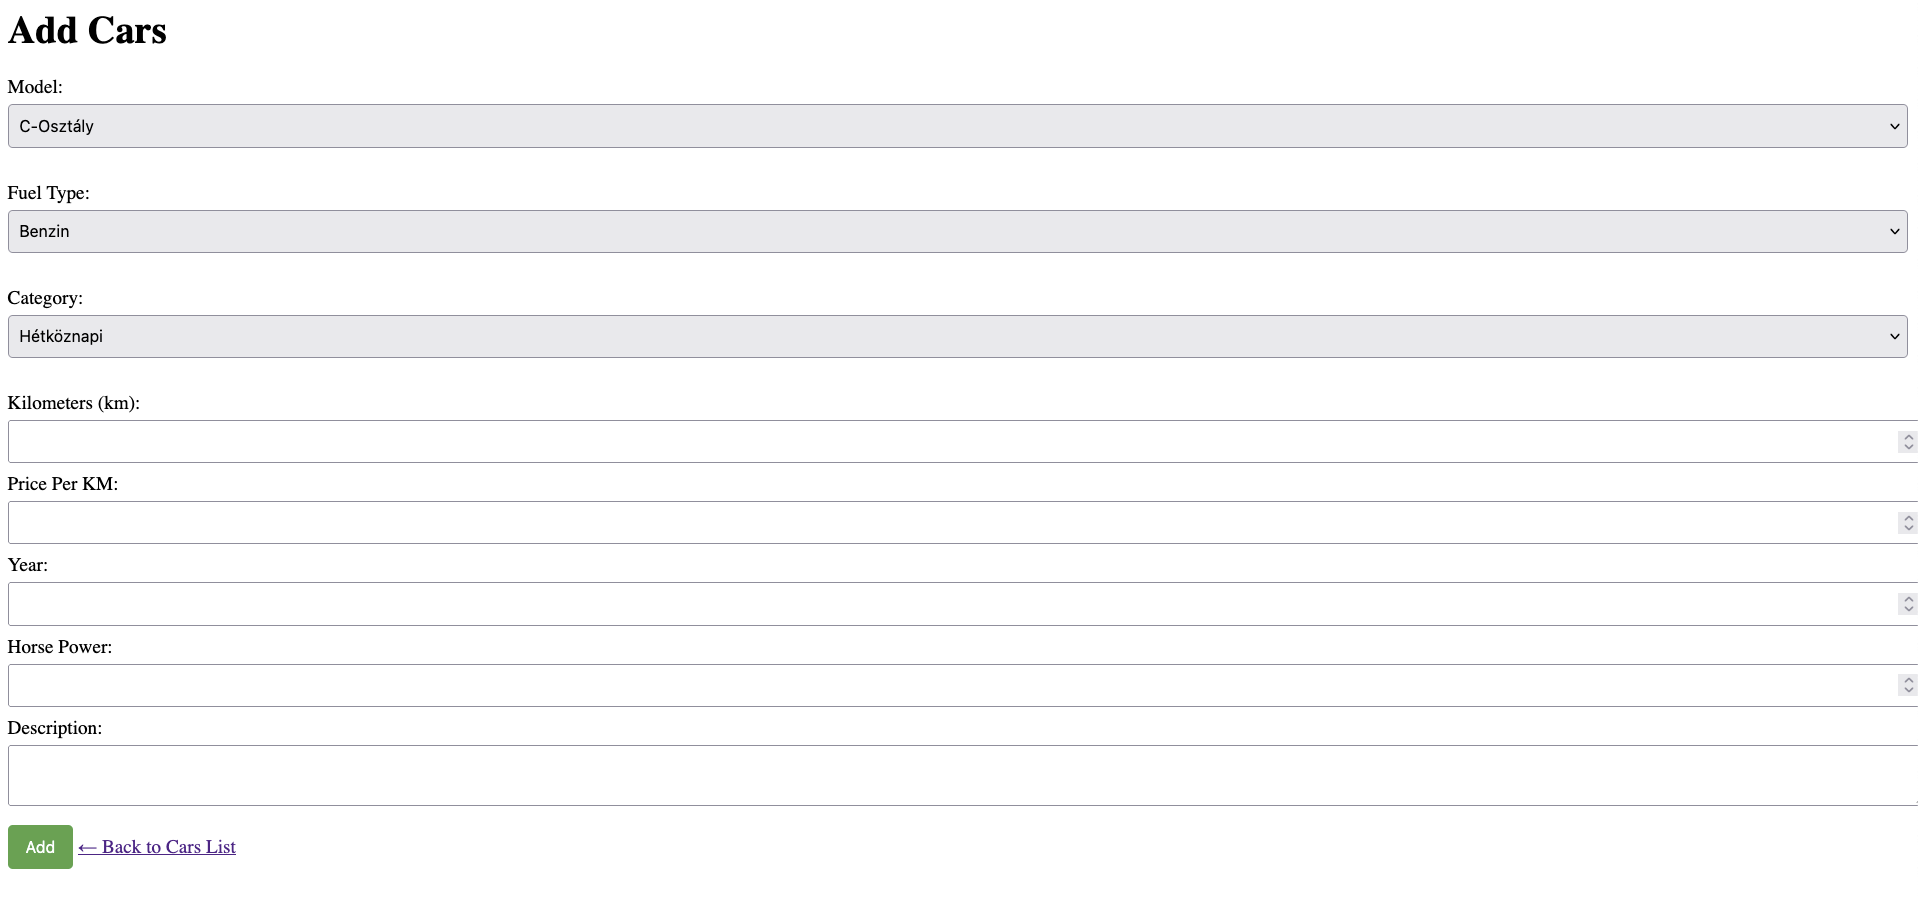 Add Cars
Model:
C-Osztály
Fuel Type:
Benzin
Category:
Hétköznapi
Kilometers (km):
Price Per KM:
Year:
Horse Power:
Description:
Add ← Back to Cars List